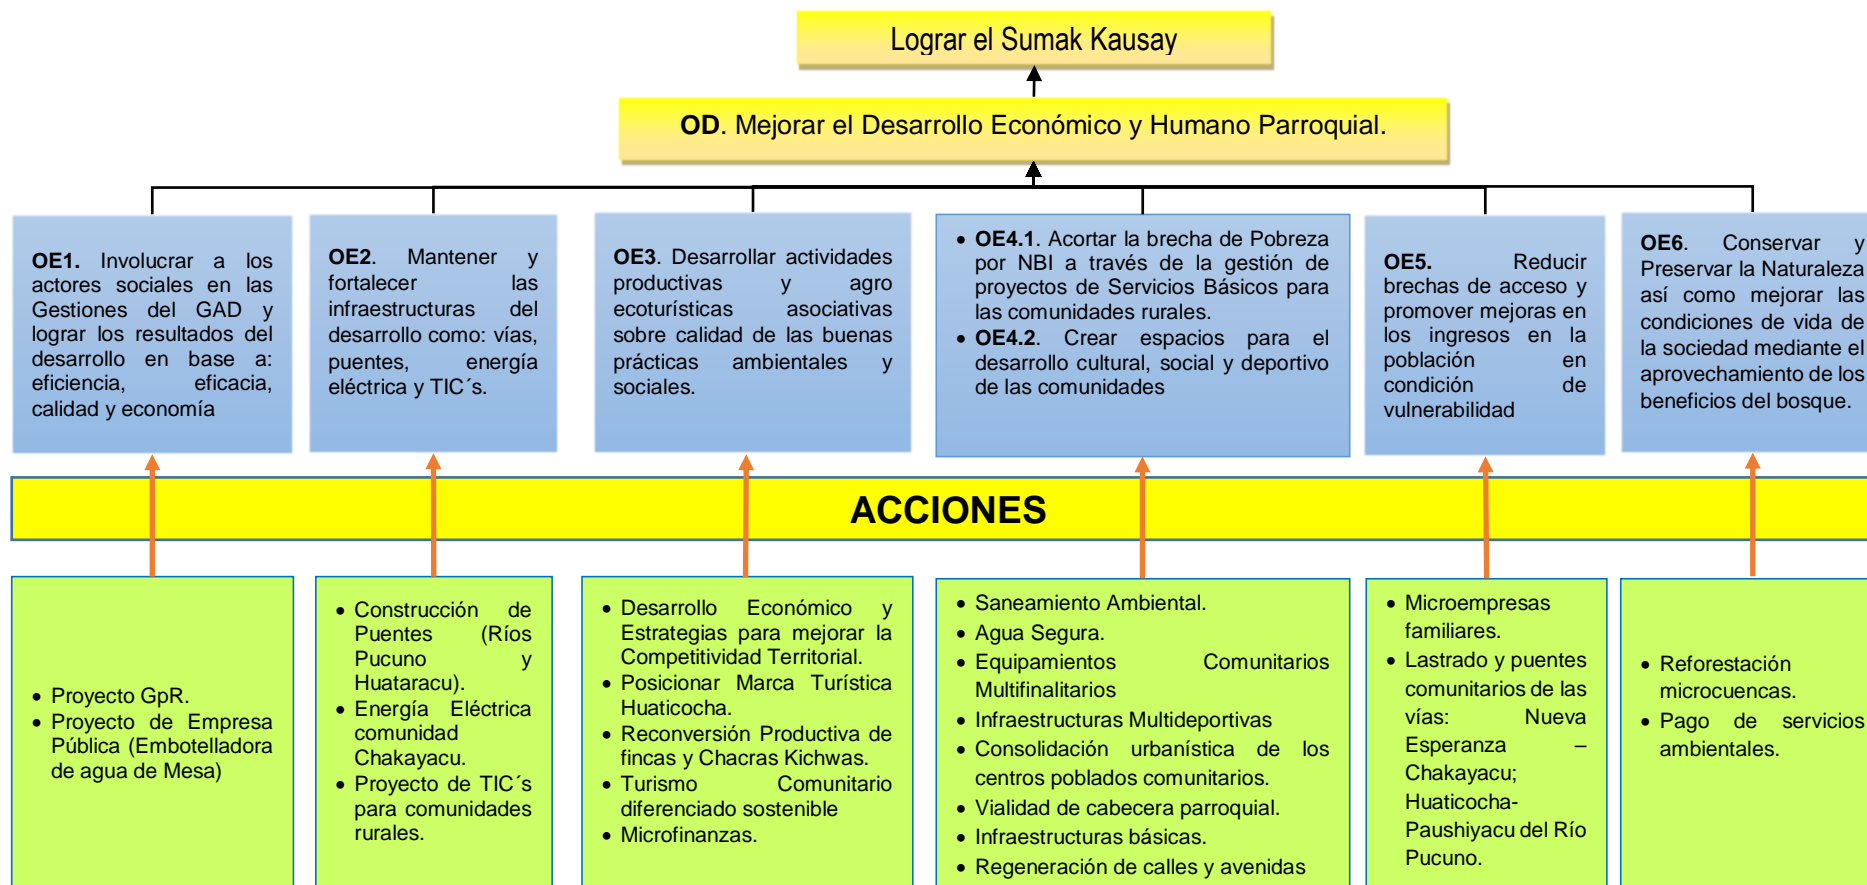 Lograr el Sumak Kausay
OD. Mejorar el Desarrollo Económico y Humano Parroquial.
OE1. Involucrar a los
actores sociales en las
Gestiones del GAD y
lograr los resultados del
desarrollo en base a:
eficiencia, eficacia,
calidad y economía
OE2. Mantener y
fortalecer las
infraestructuras del
desarrollo como: vías,
puentes, energía
eléctrica y TIC´s.
OE3. Desarrollar actividades
productivas y agro
ecoturísticas asociativas
sobre calidad de las buenas
prácticas ambientales y
sociales.
• OE4.1. Acortar la brecha de Pobreza
por NBI a través de la gestión de
proyectos de Servicios Básicos para
las comunidades rurales.
• OE4.2. Crear espacios para el
desarrollo cultural, social y deportivo
de las comunidades
OE5. Reducir
brechas de acceso y
promover mejoras en
los ingresos en la
población en
condición de
vulnerabilidad
OE6. Conservar y
Preservar la Naturaleza
así como mejorar las
condiciones de vida de
la sociedad mediante el
aprovechamiento de los
beneficios del bosque.
ACCIONES
• Proyecto GpR.
• Proyecto de Empresa
Pública (Embotelladora
de agua de Mesa)
• Construcción de
Puentes (Ríos
Pucuno y
Huataracu).
• Energía Eléctrica
comunidad
Chakayacu.
• Proyecto de TIC´s
para comunidades
rurales.
• Desarrollo Económico y
Estrategias para mejorar la
Competitividad Territorial.
• Posicionar Marca Turística
Huaticocha.
• Reconversión Productiva de
fincas y Chacras Kichwas.
• Turismo Comunitario
diferenciado sostenible
• Microfinanzas.
• Saneamiento Ambiental.
• Agua Segura.
• Equipamientos Comunitarios
Multifinalitarios
• Infraestructuras Multideportivas
• Consolidación urbanística de los
centros poblados comunitarios.
• Vialidad de cabecera parroquial.
• Infraestructuras básicas.
• Regeneración de calles y avenidas
• Microempresas
familiares.
• Lastrado y puentes
comunitarios de las
vías: Nueva
Esperanza –
Chakayacu;
Huaticocha-
Paushiyacu del Río
Pucuno.
• Reforestación
microcuencas.
• Pago de servicios
ambientales.